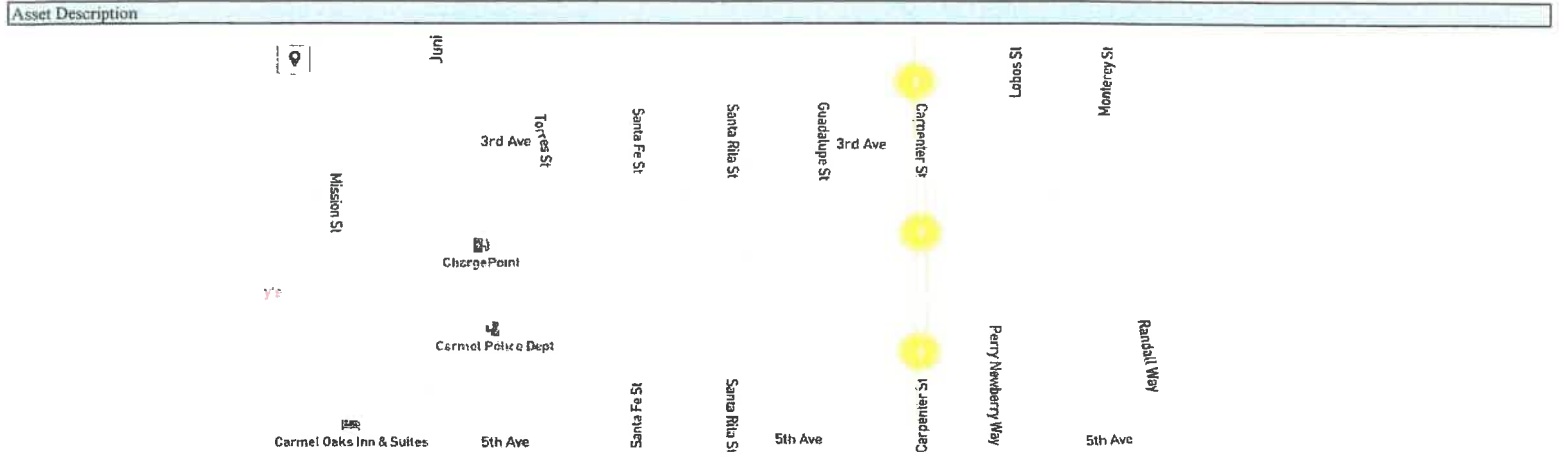 Asset Description
Juni
Lobos St
Monterey St
Torres St
Santa Fe St
Santa Rita St
Guadalupe St
Carpenter St
3rd Ave
3rd Ave
Mission St
ChargePoint
Carmel Police Dept
Perry Newberry Way
Randall Way
Santa Fe St
Santa Rita St
Carpenter St
Carmel Oaks Inn & Suites
5th Ave
5th Ave
5th Ave